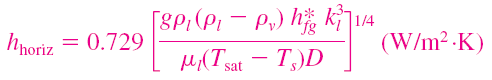 h_horiz = 0.729 [gρ_l(ρ_l − ρ_v) h*_fg k_l^3 / μ_l(T_sat − T_s)D]^1/4 (W/m²·K)